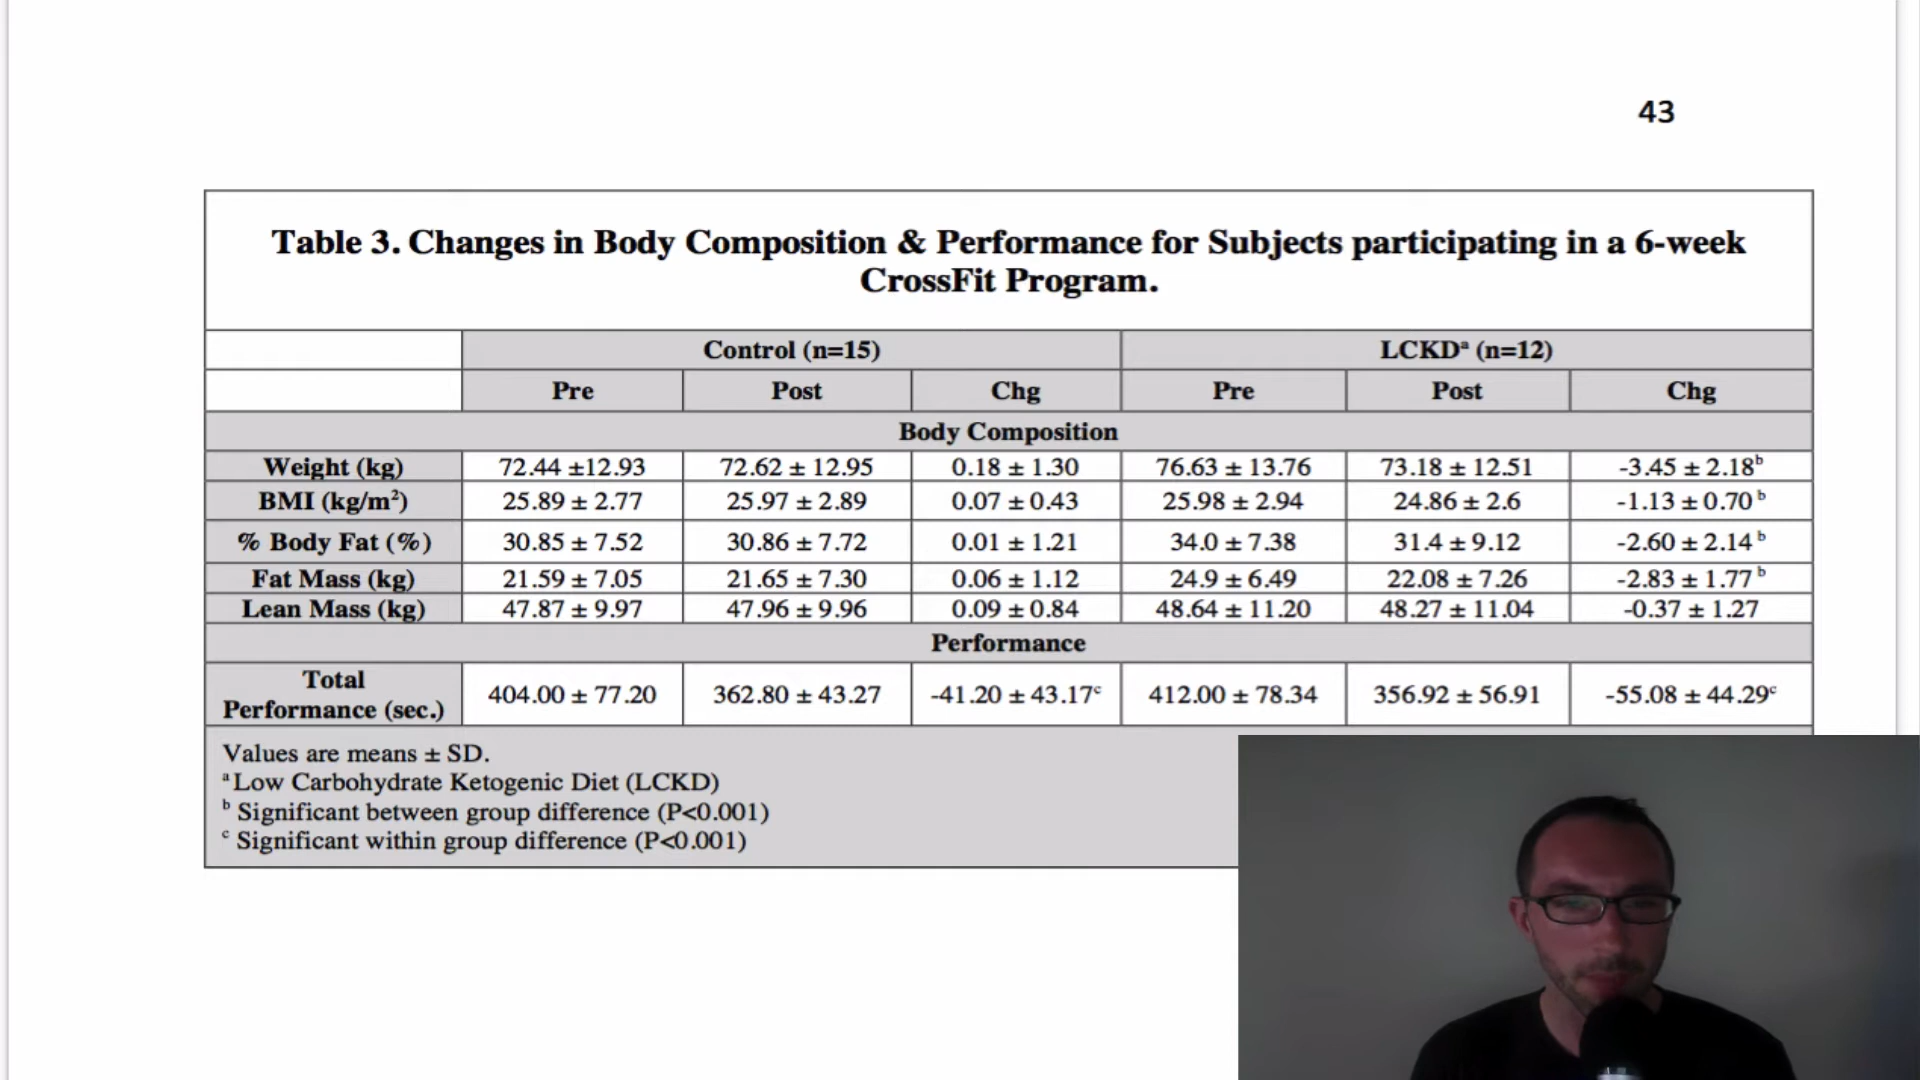 43
Table 3. Changes in Body Composition & Performance for Subjects participating in a 6-week
CrossFit Program.
Control (n=15) LCKDᵃ (n=12)
Pre Post Chg Pre Post Chg
Body Composition
Weight (kg) 72.44 ±12.93 72.62 ± 12.95 0.18 ± 1.30 76.63 ± 13.76 73.18 ± 12.51 -3.45 ± 2.18ᵇ
BMI (kg/m²) 25.89 ± 2.77 25.97 ± 2.89 0.07 ± 0.43 25.98 ± 2.94 24.86 ± 2.6 -1.13 ± 0.70 ᵇ
% Body Fat (%) 30.85 ± 7.52 30.86 ± 7.72 0.01 ± 1.21 34.0 ± 7.38 31.4 ± 9.12 -2.60 ± 2.14 ᵇ
Fat Mass (kg) 21.59 ± 7.05 21.65 ± 7.30 0.06 ± 1.12 24.9 ± 6.49 22.08 ± 7.26 -2.83 ± 1.77 ᵇ
Lean Mass (kg) 47.87 ± 9.97 47.96 ± 9.96 0.09 ± 0.84 48.64 ± 11.20 48.27 ± 11.04 -0.37 ± 1.27
Performance
Total
Performance (sec.) 404.00 ± 77.20 362.80 ± 43.27 -41.20 ± 43.17ᶜ 412.00 ± 78.34 356.92 ± 56.91 -55.08 ± 44.29ᶜ
Values are means ± SD.
ᵃ Low Carbohydrate Ketogenic Diet (LCKD)
ᵇ Significant between group difference (P<0.001)
ᶜ Significant within group difference (P<0.001)